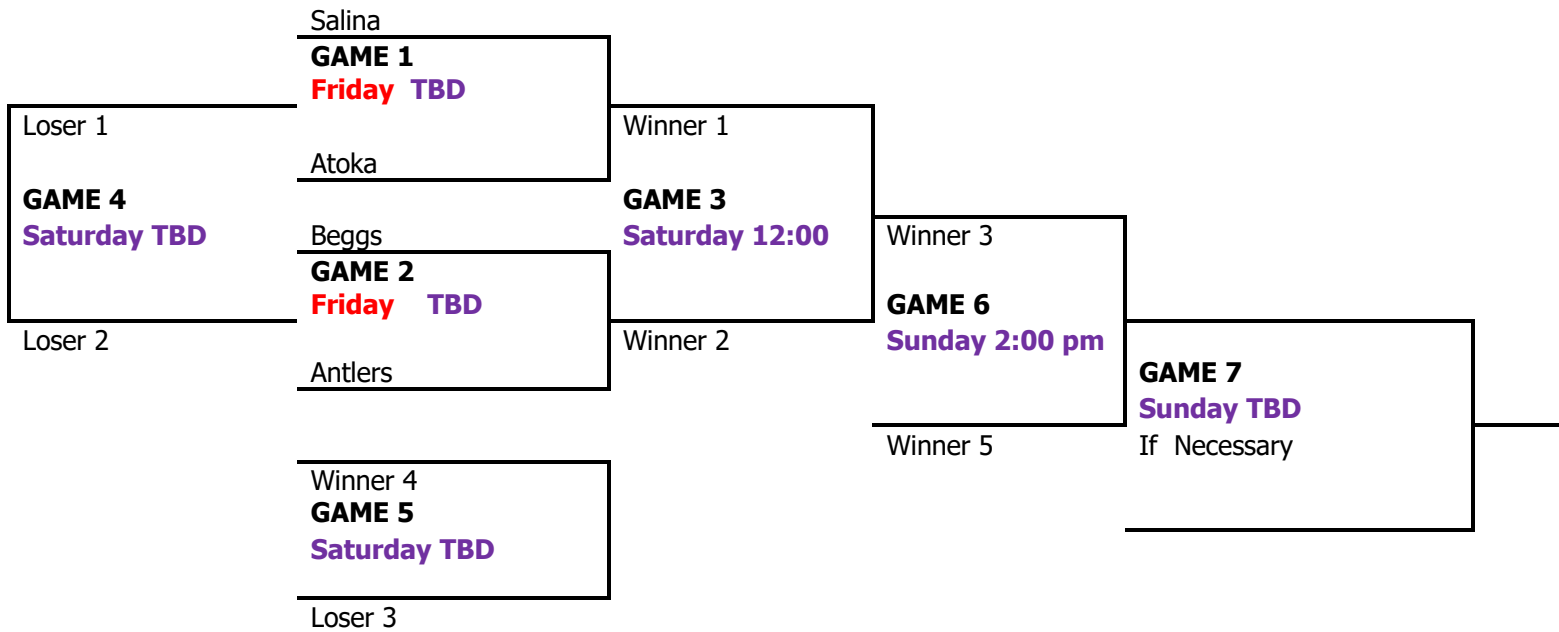 Salina
GAME 1
Friday TBD
Loser 1
Winner 1
Atoka
GAME 4
GAME 3
Saturday TBD
Beggs
Saturday 12:00
Winner 3
GAME 2
Friday TBD
GAME 6
Loser 2
Winner 2
Sunday 2:00 pm
Antlers
GAME 7
Sunday TBD
Winner 5
If Necessary
Winner 4
GAME 5
Saturday TBD
Loser 3